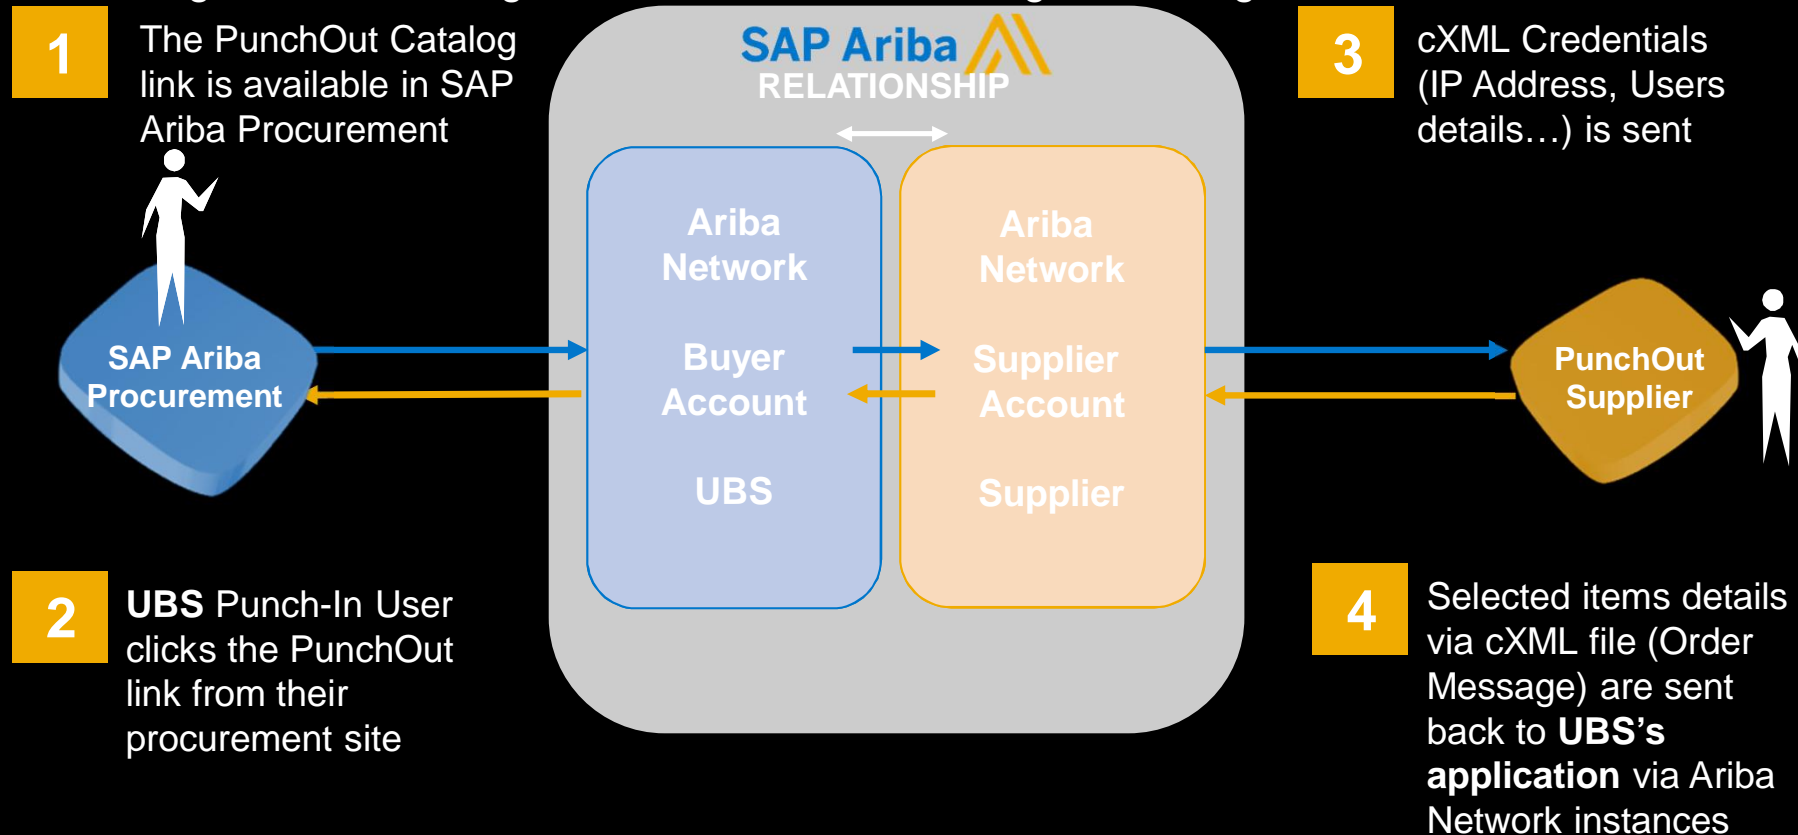 1
The PunchOut Catalog
link is available in SAP
Ariba Procurement
SAP Ariba
RELATIONSHIP
3
cXML Credentials
(IP Address, Users
details…) is sent
Ariba
Network
Buyer
Account
UBS
Ariba
Network
Supplier
Account
Supplier
SAP Ariba
Procurement
PunchOut
Supplier
2
UBS Punch-In User
clicks the PunchOut
link from their
procurement site
4
Selected items details
via cXML file (Order
Message) are sent
back to UBS’s
application via Ariba
Network instances